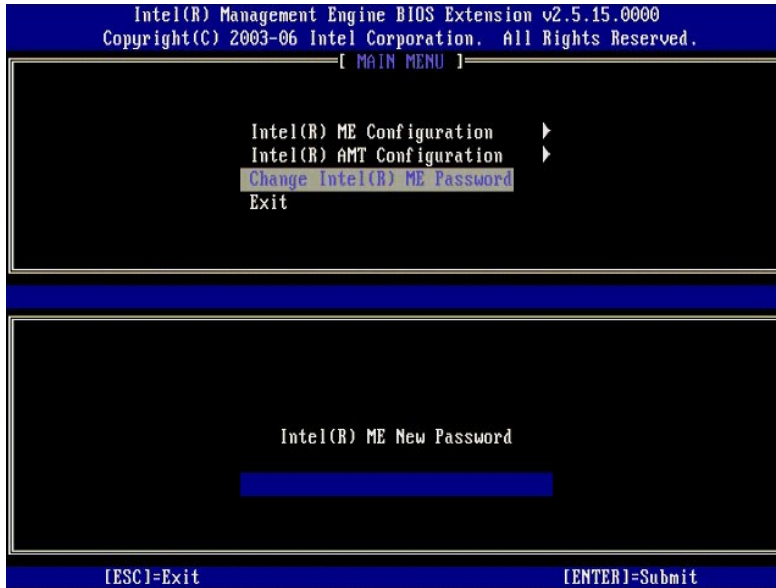 Intel(R) Management Engine BIOS Extension v2.5.15.0000
Copyright(C) 2003-06 Intel Corporation. All Rights Reserved.
[ MAIN MENU ]
Intel(R) ME Configuration
Intel(R) AMT Configuration
Change Intel(R) ME Password
Exit
Intel(R) ME New Password
[ESC]=Exit [ENTER]=Submit